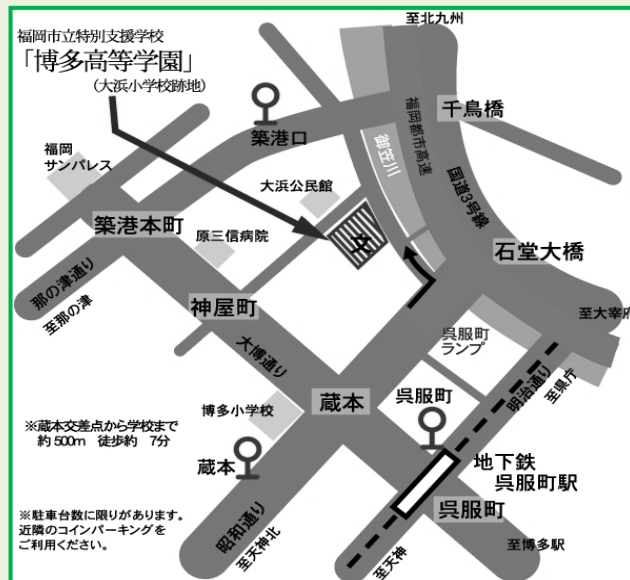 福岡市立特別支援学校
「博多高等学園」
(大浜小学校跡地)
至北九州
千鳥橋
福岡都市高速
御笠川
国道3号線
築港口
福岡
サンパレス
大浜公民館
築港本町
原三信病院
文
石堂大橋
那の津通り
至那の津
神屋町
至大宰府
呉服町
ランプ
大博通り
明治通り
至県庁
蔵本
呉服町
博多小学校
※蔵本交差点から学校まで
約500m 徒歩約 7分
蔵本
地下鉄
呉服町駅
呉服町
※駐車台数に限りがあります。
近隣のコインパーキングを
ご利用ください。
昭和通り
至天神北
至天神
至博多駅